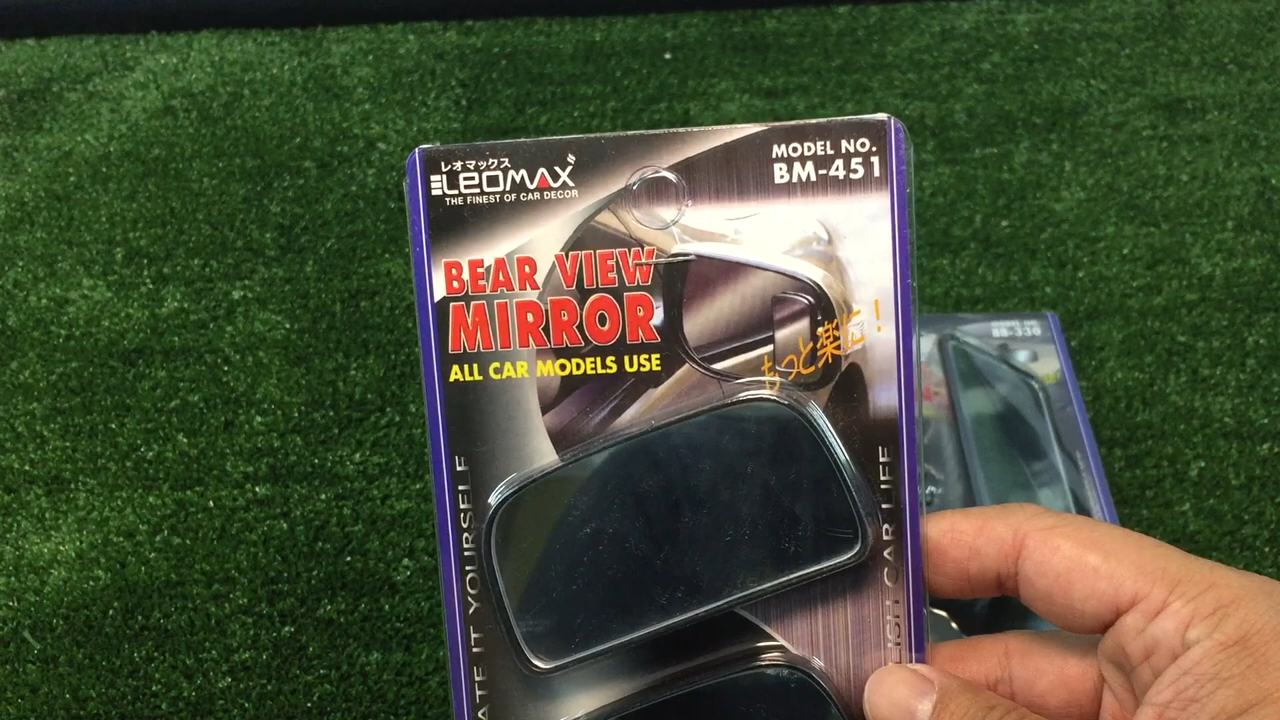 レオマックス
LEOMAX
THE FINEST OF CAR DECOR
MODEL NO.
BM-451
BEAR VIEW
MIRROR
ALL CAR MODELS USE
もっと楽に!
ATE IT YOURSELF
ISH CAR LIFE